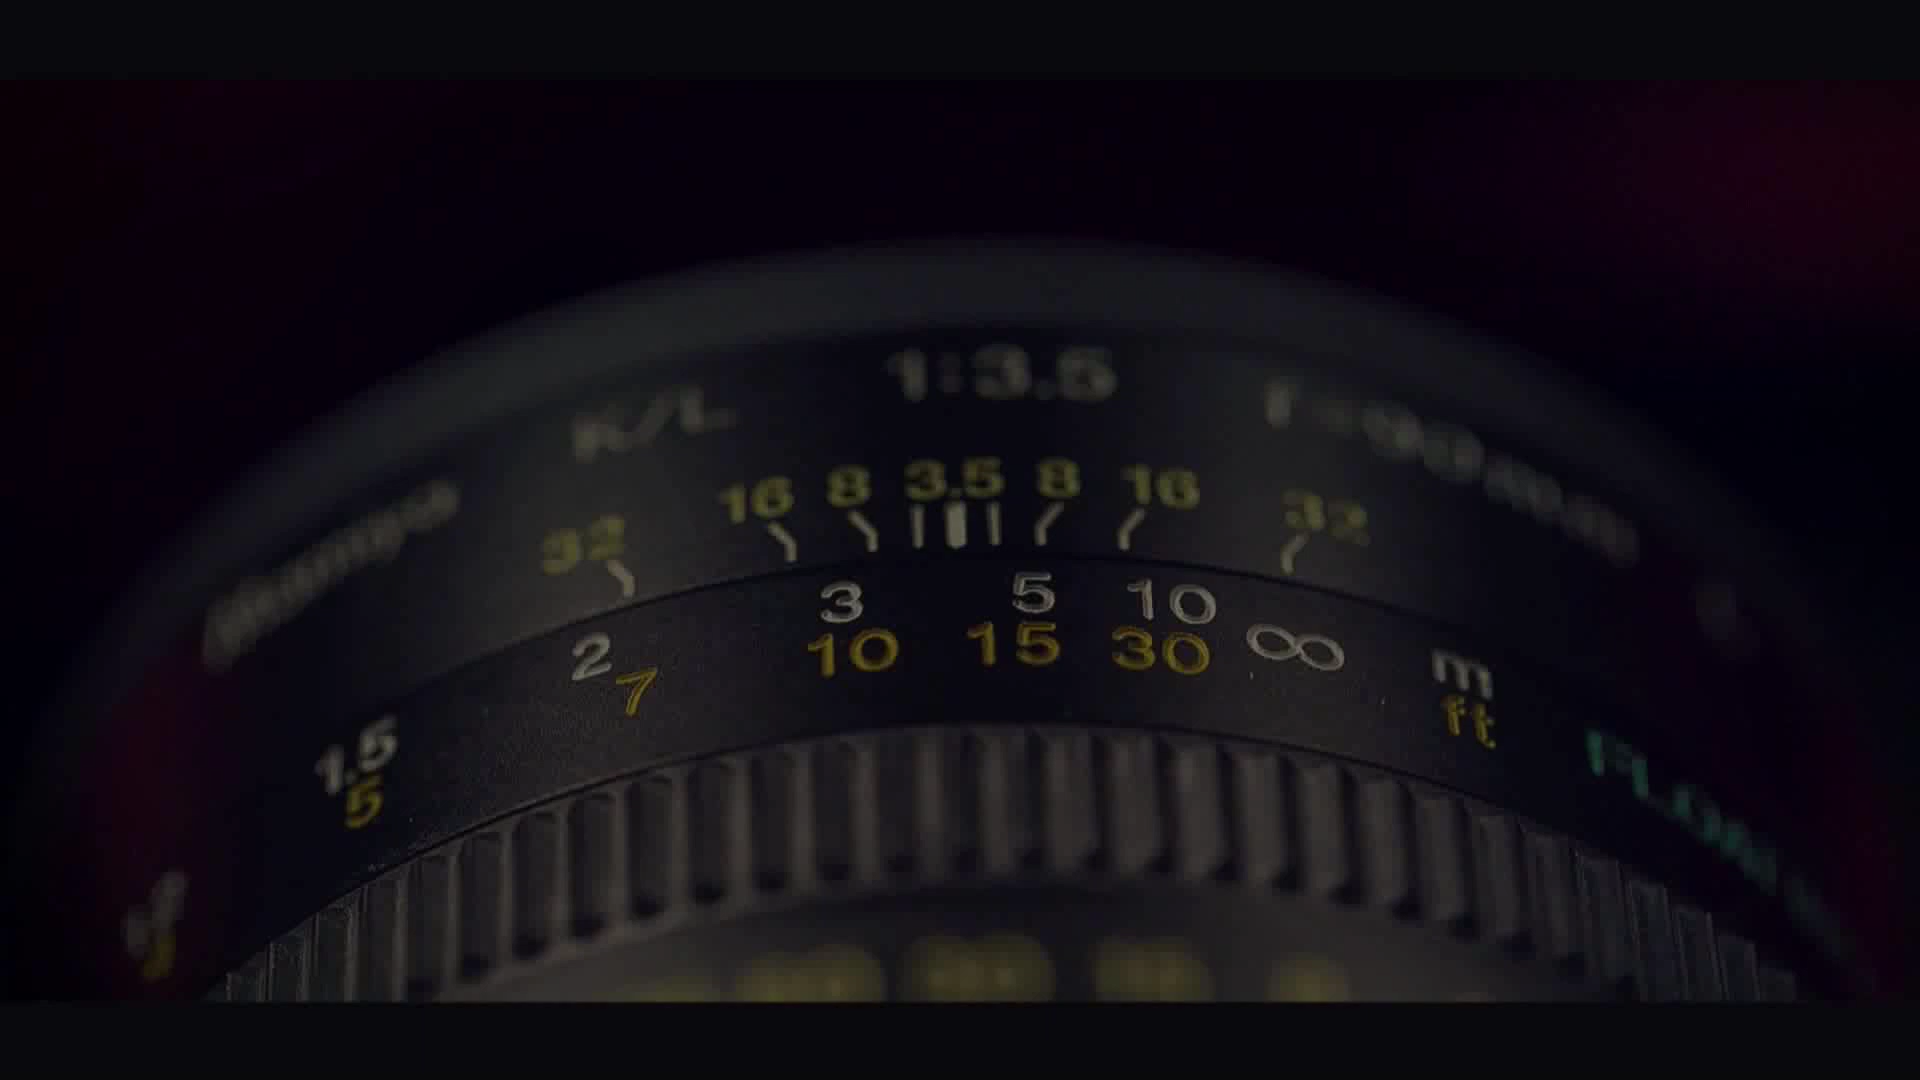 K/L 1:3.5
32 16 8 3.5 8 16 32
1.5 2 3 5 10 ∞ m
5 7 10 15 30 ft